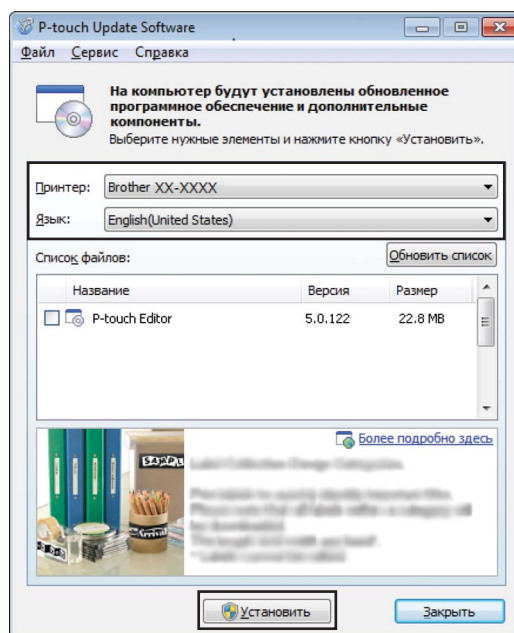 P-touch Update Software
Файл Сервис Справка
На компьютер будут установлены обновленное
программное обеспечение и дополнительные
компоненты.
Выберите нужные элементы и нажмите кнопку «Установить».
Принтер: Brother XX-XXXX
Язык: English(United States)
Список файлов: Обновить список
Название Версия Размер
P-touch Editor 5.0.122 22.8 MB
Более подробно здесь
SAMPL
Arrival
Установить Закрыть